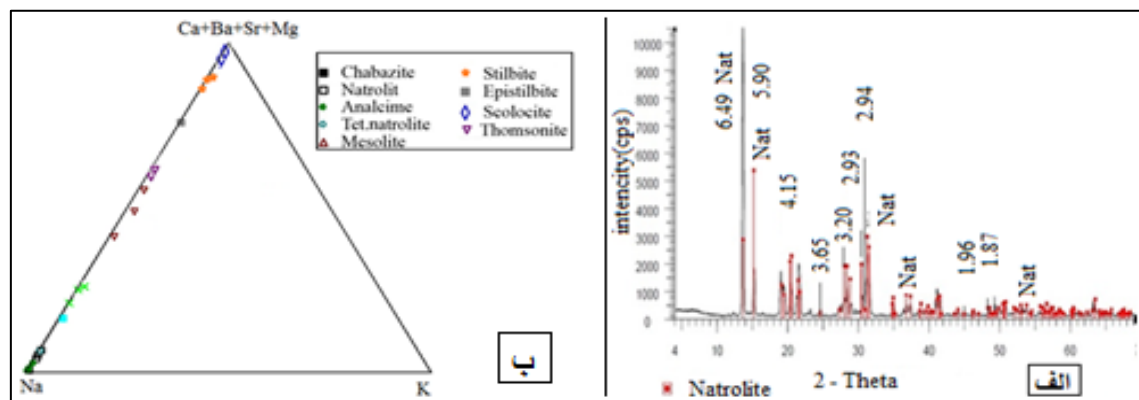 Ca+Ba+Sr+Mg
Chabazite
Natrolit
Analcime
Tet.natrolite
Mesolite
Stilbite
Epistilbite
Scolocite
Thomsonite
Na
K
ب
intencity(cps)
10000
9000
8000
7000
6000
5000
4000
3000
2000
1000
0
6.49 Nat
5.90
Nat
4.15
3.65
3.20
2.93
2.94
Nat
Nat
1.96
1.87
Nat
4 10 20 30 40 50 60
Natrolite
2 - Theta
الف